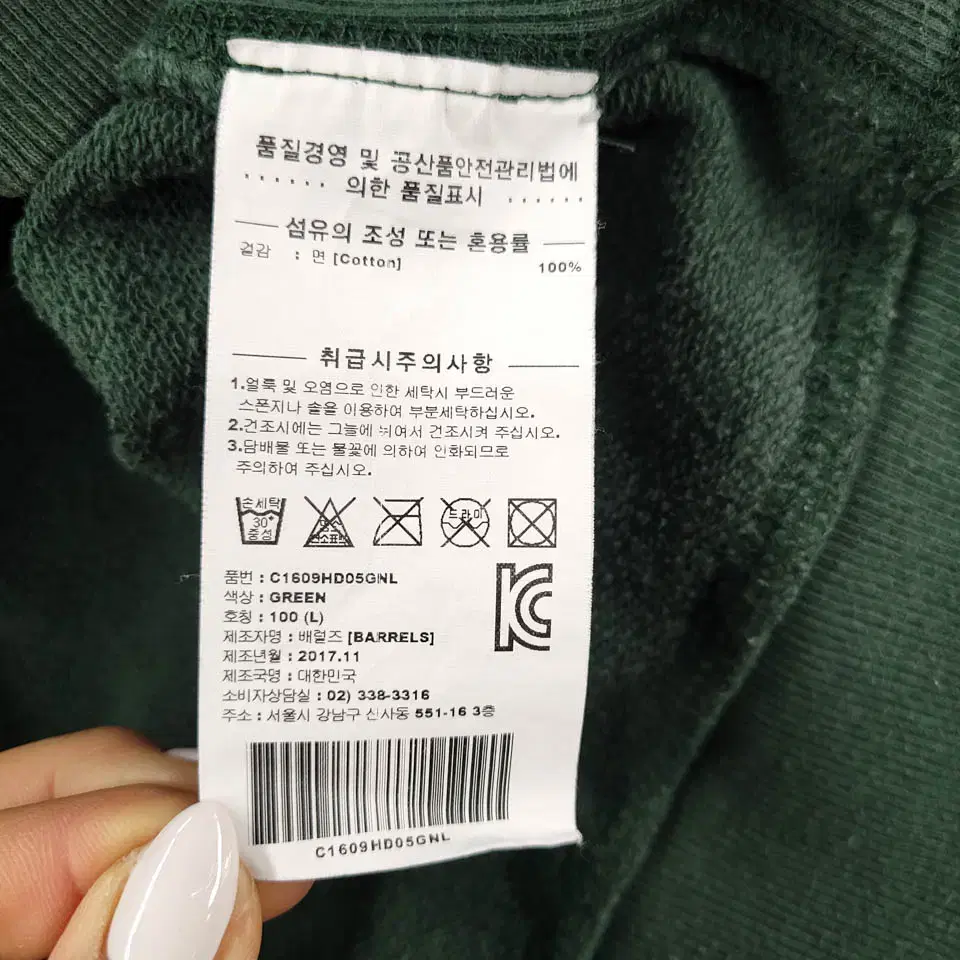 품질경영 및 공산품안전관리법에
...... 의한 품질표시 ......
섬유의 조성 또는 혼용률
겉감 : 면 [Cotton] 100%
취급시주의사항
1.얼룩 및 오염으로 인한 세탁시 부드러운
스폰지나 솔을 이용하여 부분세탁하십시오.
2.건조시에는 그늘에 뉘여서 건조시켜 주십시오.
3.담배불 또는 불꽃에 의하여 인화되므로
주의하여 주십시오.
손세탁 30° 중성
염소 산소표백
드라이
품번 : C1609HD05GNL
색상 : GREEN
호칭 : 100 (L)
제조자명 : 배럴즈 [BARRELS]
제조년월 : 2017.11
제조국명 : 대한민국
소비자상담실 : 02) 338-3316
주소 : 서울시 강남구 신사동 551-16 3층
C1609HD05GNL